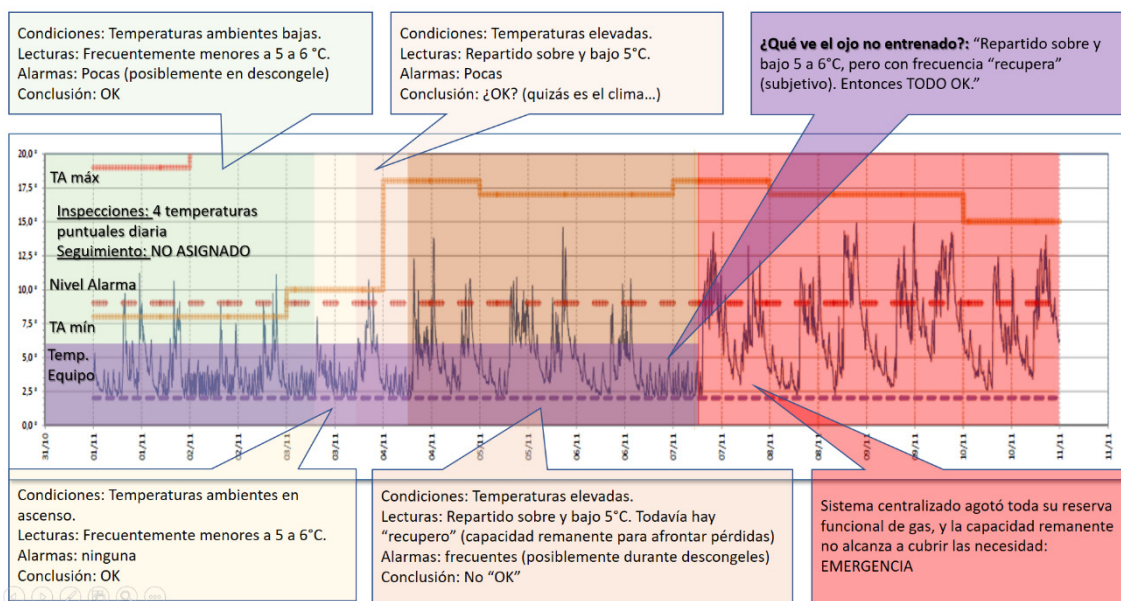 Condiciones: Temperaturas ambientes bajas.
Lecturas: Frecuentemente menores a 5 a 6 °C.
Alarmas: Pocas (posiblemente en descongele)
Conclusión: OK
Condiciones: Temperaturas elevadas.
Lecturas: Repartido sobre y bajo 5°C.
Alarmas: Pocas
Conclusión: ¿OK? (quizás es el clima…)
¿Qué ve el ojo no entrenado?: “Repartido sobre y
bajo 5 a 6°C, pero con frecuencia “recupera”
(subjetivo). Entonces TODO OK.”
20,0°
17,5°
15,0°
12,5°
10,0°
7,5°
5,0°
2,5°
0,0°
TA máx
Inspecciones: 4 temperaturas
puntuales diaria
Seguimiento: NO ASIGNADO
Nivel Alarma
TA mín
Temp.
Equipo
31/10
01/11
01/11
02/11
02/11
03/11
03/11
04/11
04/11
05/11
05/11
06/11
06/11
07/11
07/11
08/11
08/11
09/11
09/11
10/11
10/11
11/11
11/11
Condiciones: Temperaturas ambientes en
ascenso.
Lecturas: Frecuentemente menores a 5 a 6°C.
Alarmas: ninguna
Conclusión: OK
Condiciones: Temperaturas elevadas.
Lecturas: Repartido sobre y bajo 5°C. Todavía hay
“recupero” (capacidad remanente para afrontar pérdidas)
Alarmas: frecuentes (posiblemente durante descongeles)
Conclusión: No “OK”
Sistema centralizado agotó toda su reserva
funcional de gas, y la capacidad remanente
no alcanza a cubrir las necesidad:
EMERGENCIA